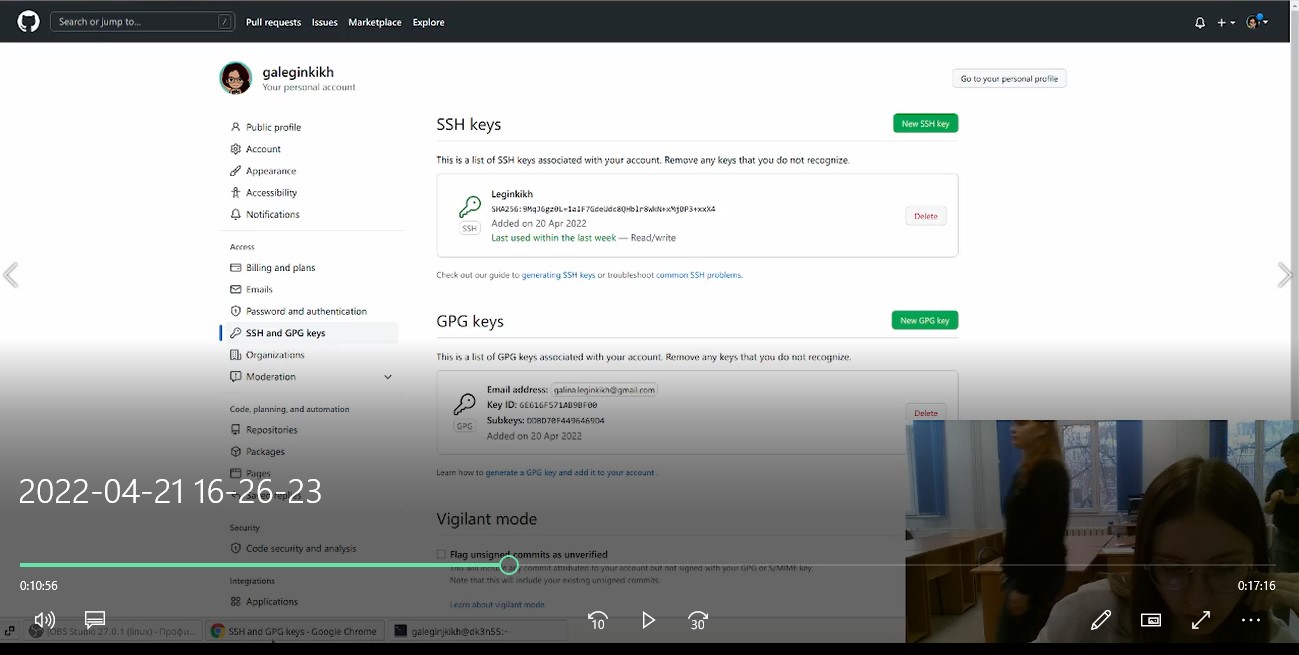 Search or jump to... /
Pull requests Issues Marketplace Explore
galeginkikh
Your personal account
Go to your personal profile
Public profile
Account
Appearance
Accessibility
Notifications
Access
Billing and plans
Emails
Password and authentication
SSH and GPG keys
Organizations
Moderation
Code, planning, and automation
Repositories
Packages
Pages
Saved replies
Security
Code security and analysis
Integrations
Applications
SSH keys
New SSH key
This is a list of SSH keys associated with your account. Remove any keys that you do not recognize.
Leginkikh
Added on 20 Apr 2022
SSH
Last used within the last week — Read/write
Delete
Check out our guide to generating SSH keys or troubleshoot common SSH problems.
GPG keys
New GPG key
This is a list of GPG keys associated with your account. Remove any keys that you do not recognize.
Email address: galina.leginkikh@gmail.com
Key ID: 6E616F571AB9BF00
Subkeys: DDBD70F4496469D4
GPG
Added on 20 Apr 2022
Delete
Learn how to generate a GPG key and add it to your account.
Vigilant mode
Flag unsigned commits as unverified
This will include any commit attributed to your account but not signed with your GPG or S/MIME key.
Note that this will include your existing unsigned commits.
Learn about vigilant mode.
2022-04-21 16-26-23
0:10:56
0:17:16
10
30
OBS Studio 27.0.1 (linux) - Профи...
SSH and GPG keys - Google Chrome
galeginjkikh@dk3n55:~